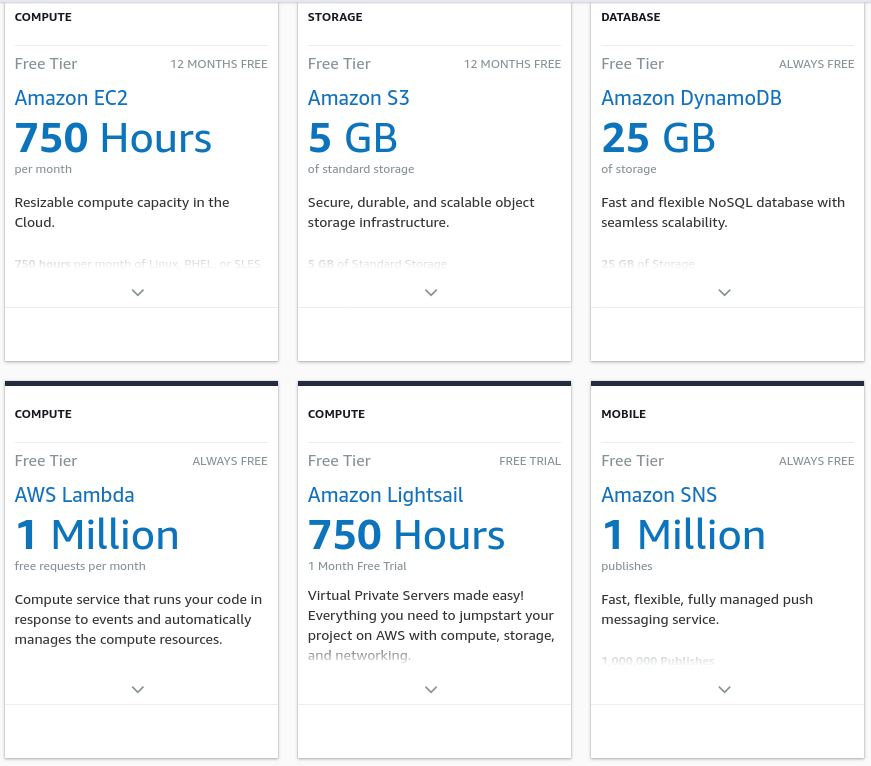 COMPUTE
Free Tier 12 MONTHS FREE
Amazon EC2
750 Hours
per month
Resizable compute capacity in the
Cloud.
750 hours per month of Linux, RHEL, or SLES
STORAGE
Free Tier 12 MONTHS FREE
Amazon S3
5 GB
of standard storage
Secure, durable, and scalable object
storage infrastructure.
5 GB of Standard Storage
DATABASE
Free Tier ALWAYS FREE
Amazon DynamoDB
25 GB
of storage
Fast and flexible NoSQL database with
seamless scalability.
25 GB of Storage
COMPUTE
Free Tier ALWAYS FREE
AWS Lambda
1 Million
free requests per month
Compute service that runs your code in
response to events and automatically
manages the compute resources.
COMPUTE
Free Tier FREE TRIAL
Amazon Lightsail
750 Hours
1 Month Free Trial
Virtual Private Servers made easy!
Everything you need to jumpstart your
project on AWS with compute, storage,
and networking.
MOBILE
Free Tier ALWAYS FREE
Amazon SNS
1 Million
publishes
Fast, flexible, fully managed push
messaging service.
1,000,000 Publishes